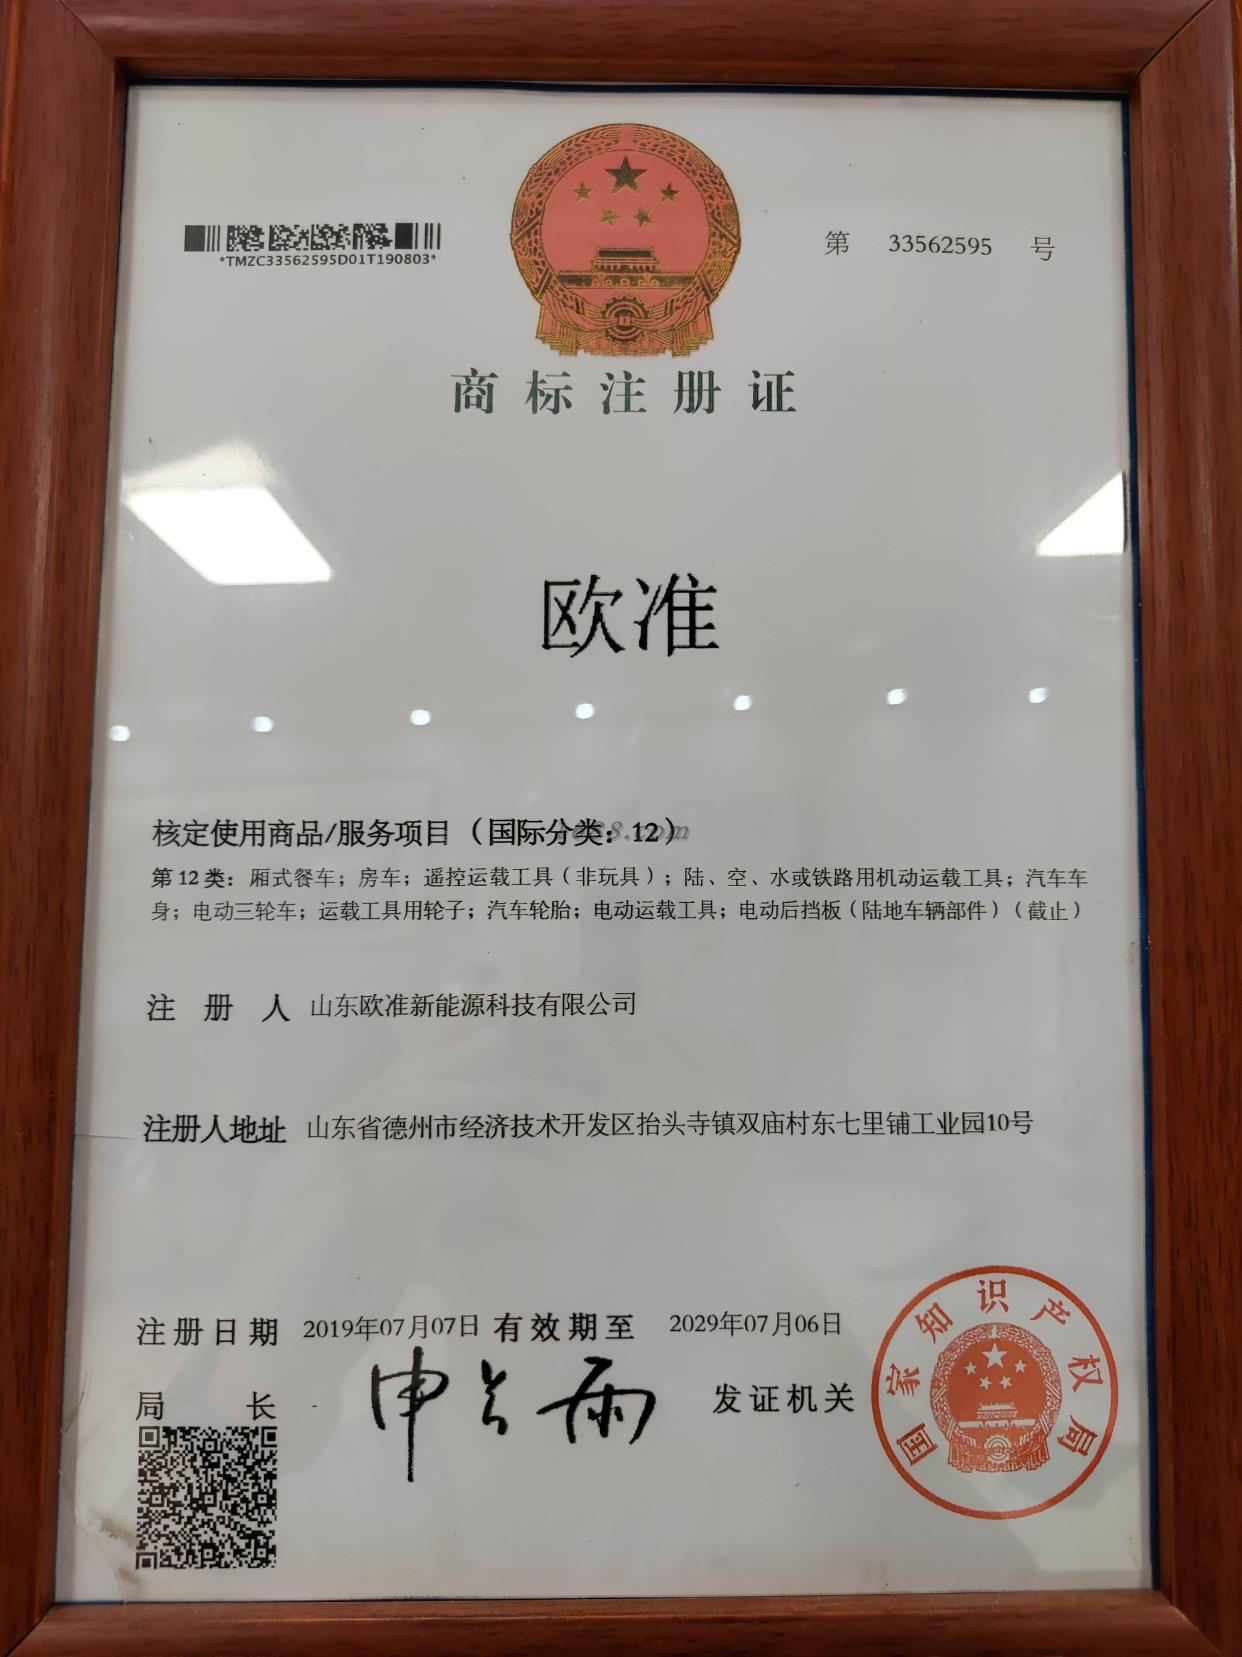 *TMZC33562595D01T190803*
第 33562595 号
商标注册证
欧准
核定使用商品/服务项目（国际分类：12）
第12类：厢式餐车；房车；遥控运载工具（非玩具）；陆、空、水或铁路用机动运载工具；汽车车
身；电动三轮车；运载工具用轮子；汽车轮胎；电动运载工具；电动后挡板（陆地车辆部件）（截止）
注册人 山东欧准新能源科技有限公司
注册人地址 山东省德州市经济技术开发区抬头寺镇双庙村东七里铺工业园10号
注册日期 2019年07月07日 有效期至 2029年07月06日
局长 申长雨 发证机关
国家知识产权局